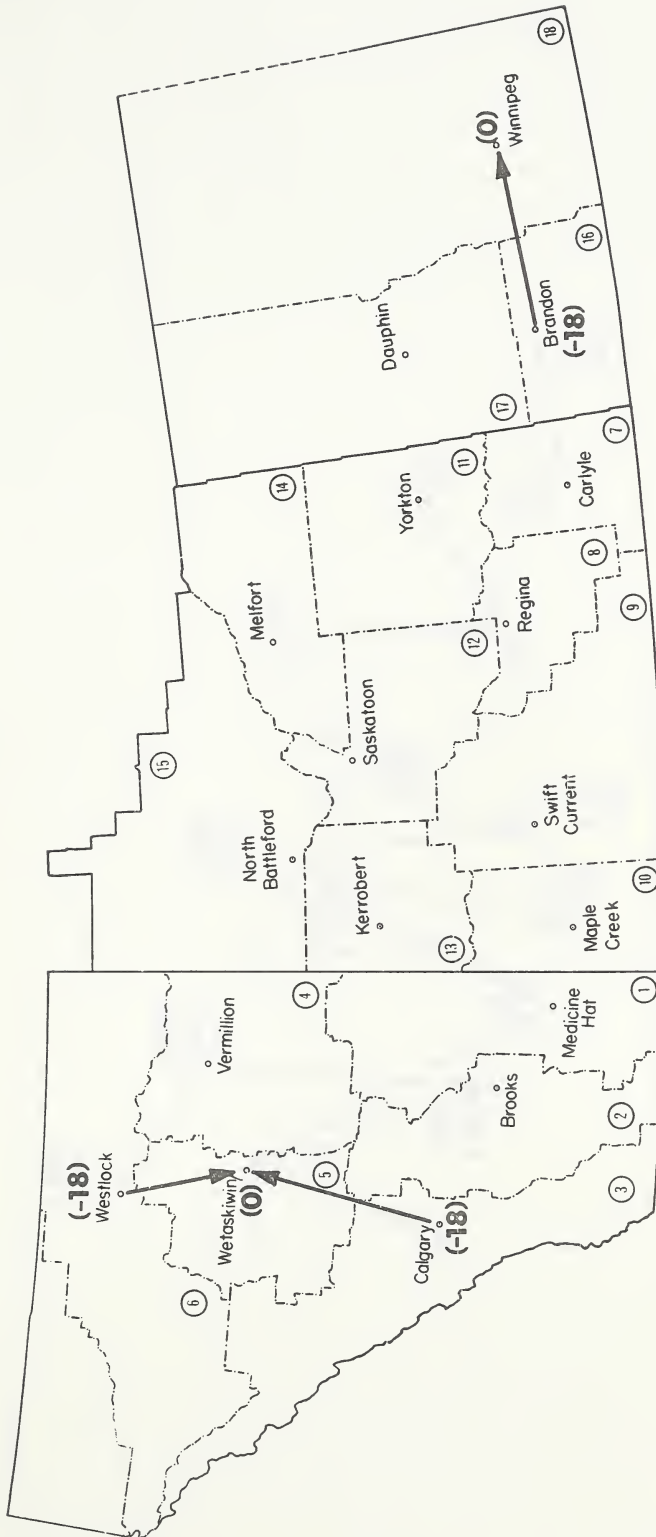 (-18)
Westlock
Vermillion
Wetaskiwin
(0)
6
5
4
Calgary
(-18)
Brooks
Medicine
Hat
3
2
1
15
North
Battleford
Melfort
14
Saskatoon
Kerrobert
13
12
Yorkton
11
Swift
Current
Maple
Creek
10
Regina
9
8
Carlyle
7
Dauphin
17
Brandon
(-18)
16
(0)
Winnipeg
18